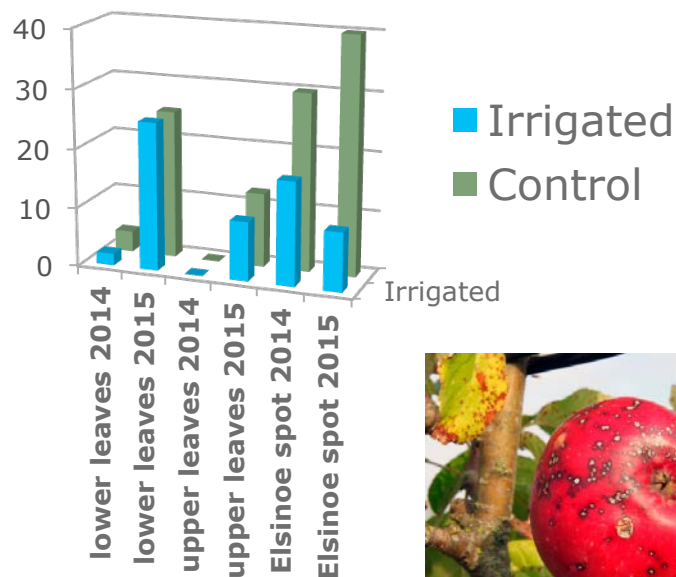 40
30
20
10
0
Irrigated
Control
Irrigated
lower leaves 2014
lower leaves 2015
upper leaves 2014
upper leaves 2015
Elsinoe spot 2014
Elsinoe spot 2015